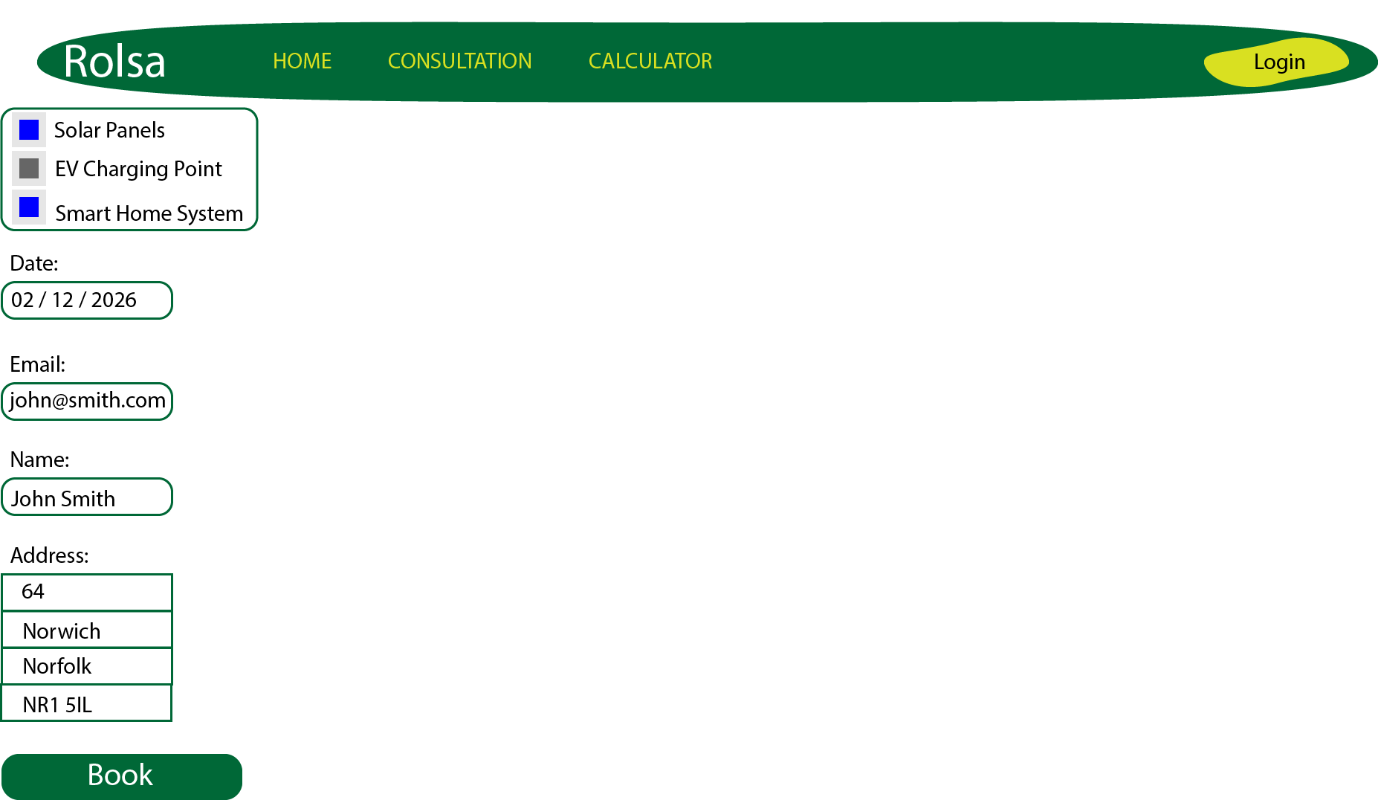 Rolsa HOME CONSULTATION CALCULATOR Login
Solar Panels
EV Charging Point
Smart Home System
Date:
02 / 12 / 2026
Email:
john@smith.com
Name:
John Smith
Address:
64
Norwich
Norfolk
NR1 5IL
Book